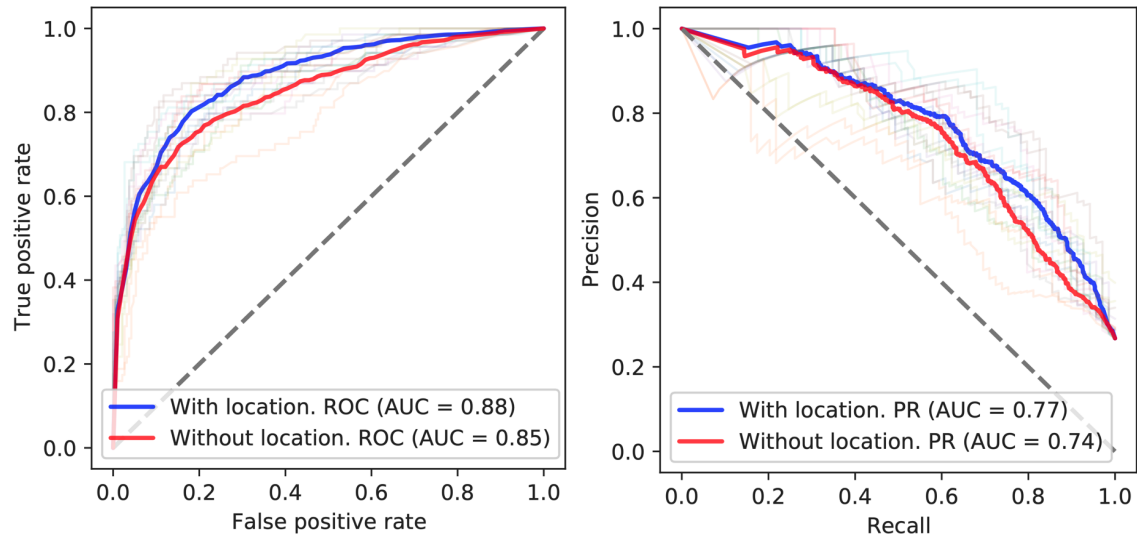 True positive rate
1.0
0.8
0.6
0.4
0.2
0.0
With location. ROC (AUC = 0.88)
Without location. ROC (AUC = 0.85)
0.0 0.2 0.4 0.6 0.8 1.0
False positive rate
Precision
1.0
0.8
0.6
0.4
0.2
0.0
With location. PR (AUC = 0.77)
Without location. PR (AUC = 0.74)
0.0 0.2 0.4 0.6 0.8 1.0
Recall